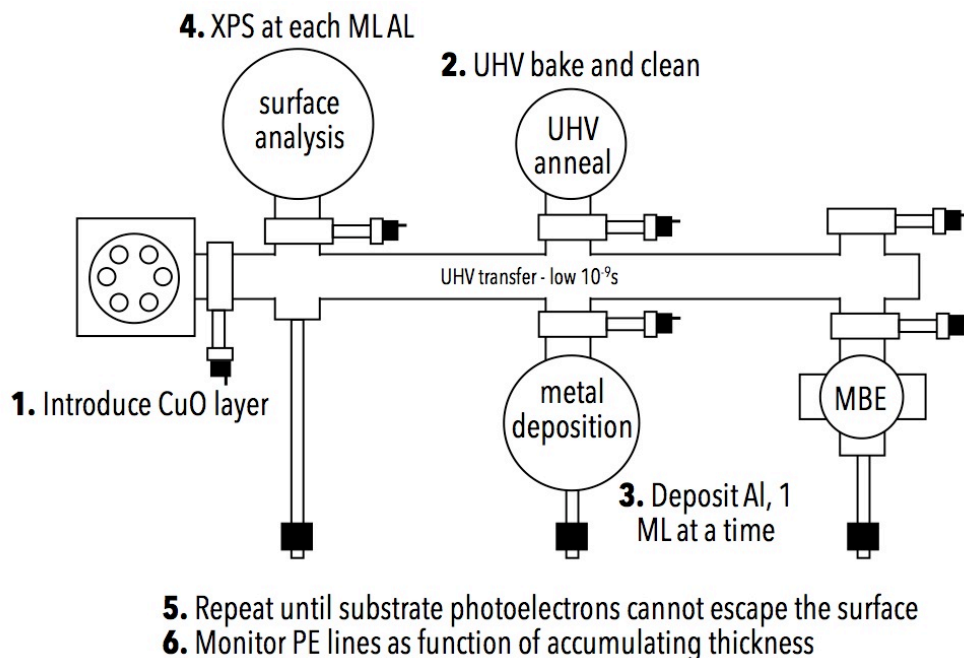 4. XPS at each ML AL
2. UHV bake and clean
surface
analysis
UHV
anneal
UHV transfer - low 10⁻⁹s
1. Introduce CuO layer
metal
deposition
MBE
3. Deposit Al, 1
ML at a time
5. Repeat until substrate photoelectrons cannot escape the surface
6. Monitor PE lines as function of accumulating thickness